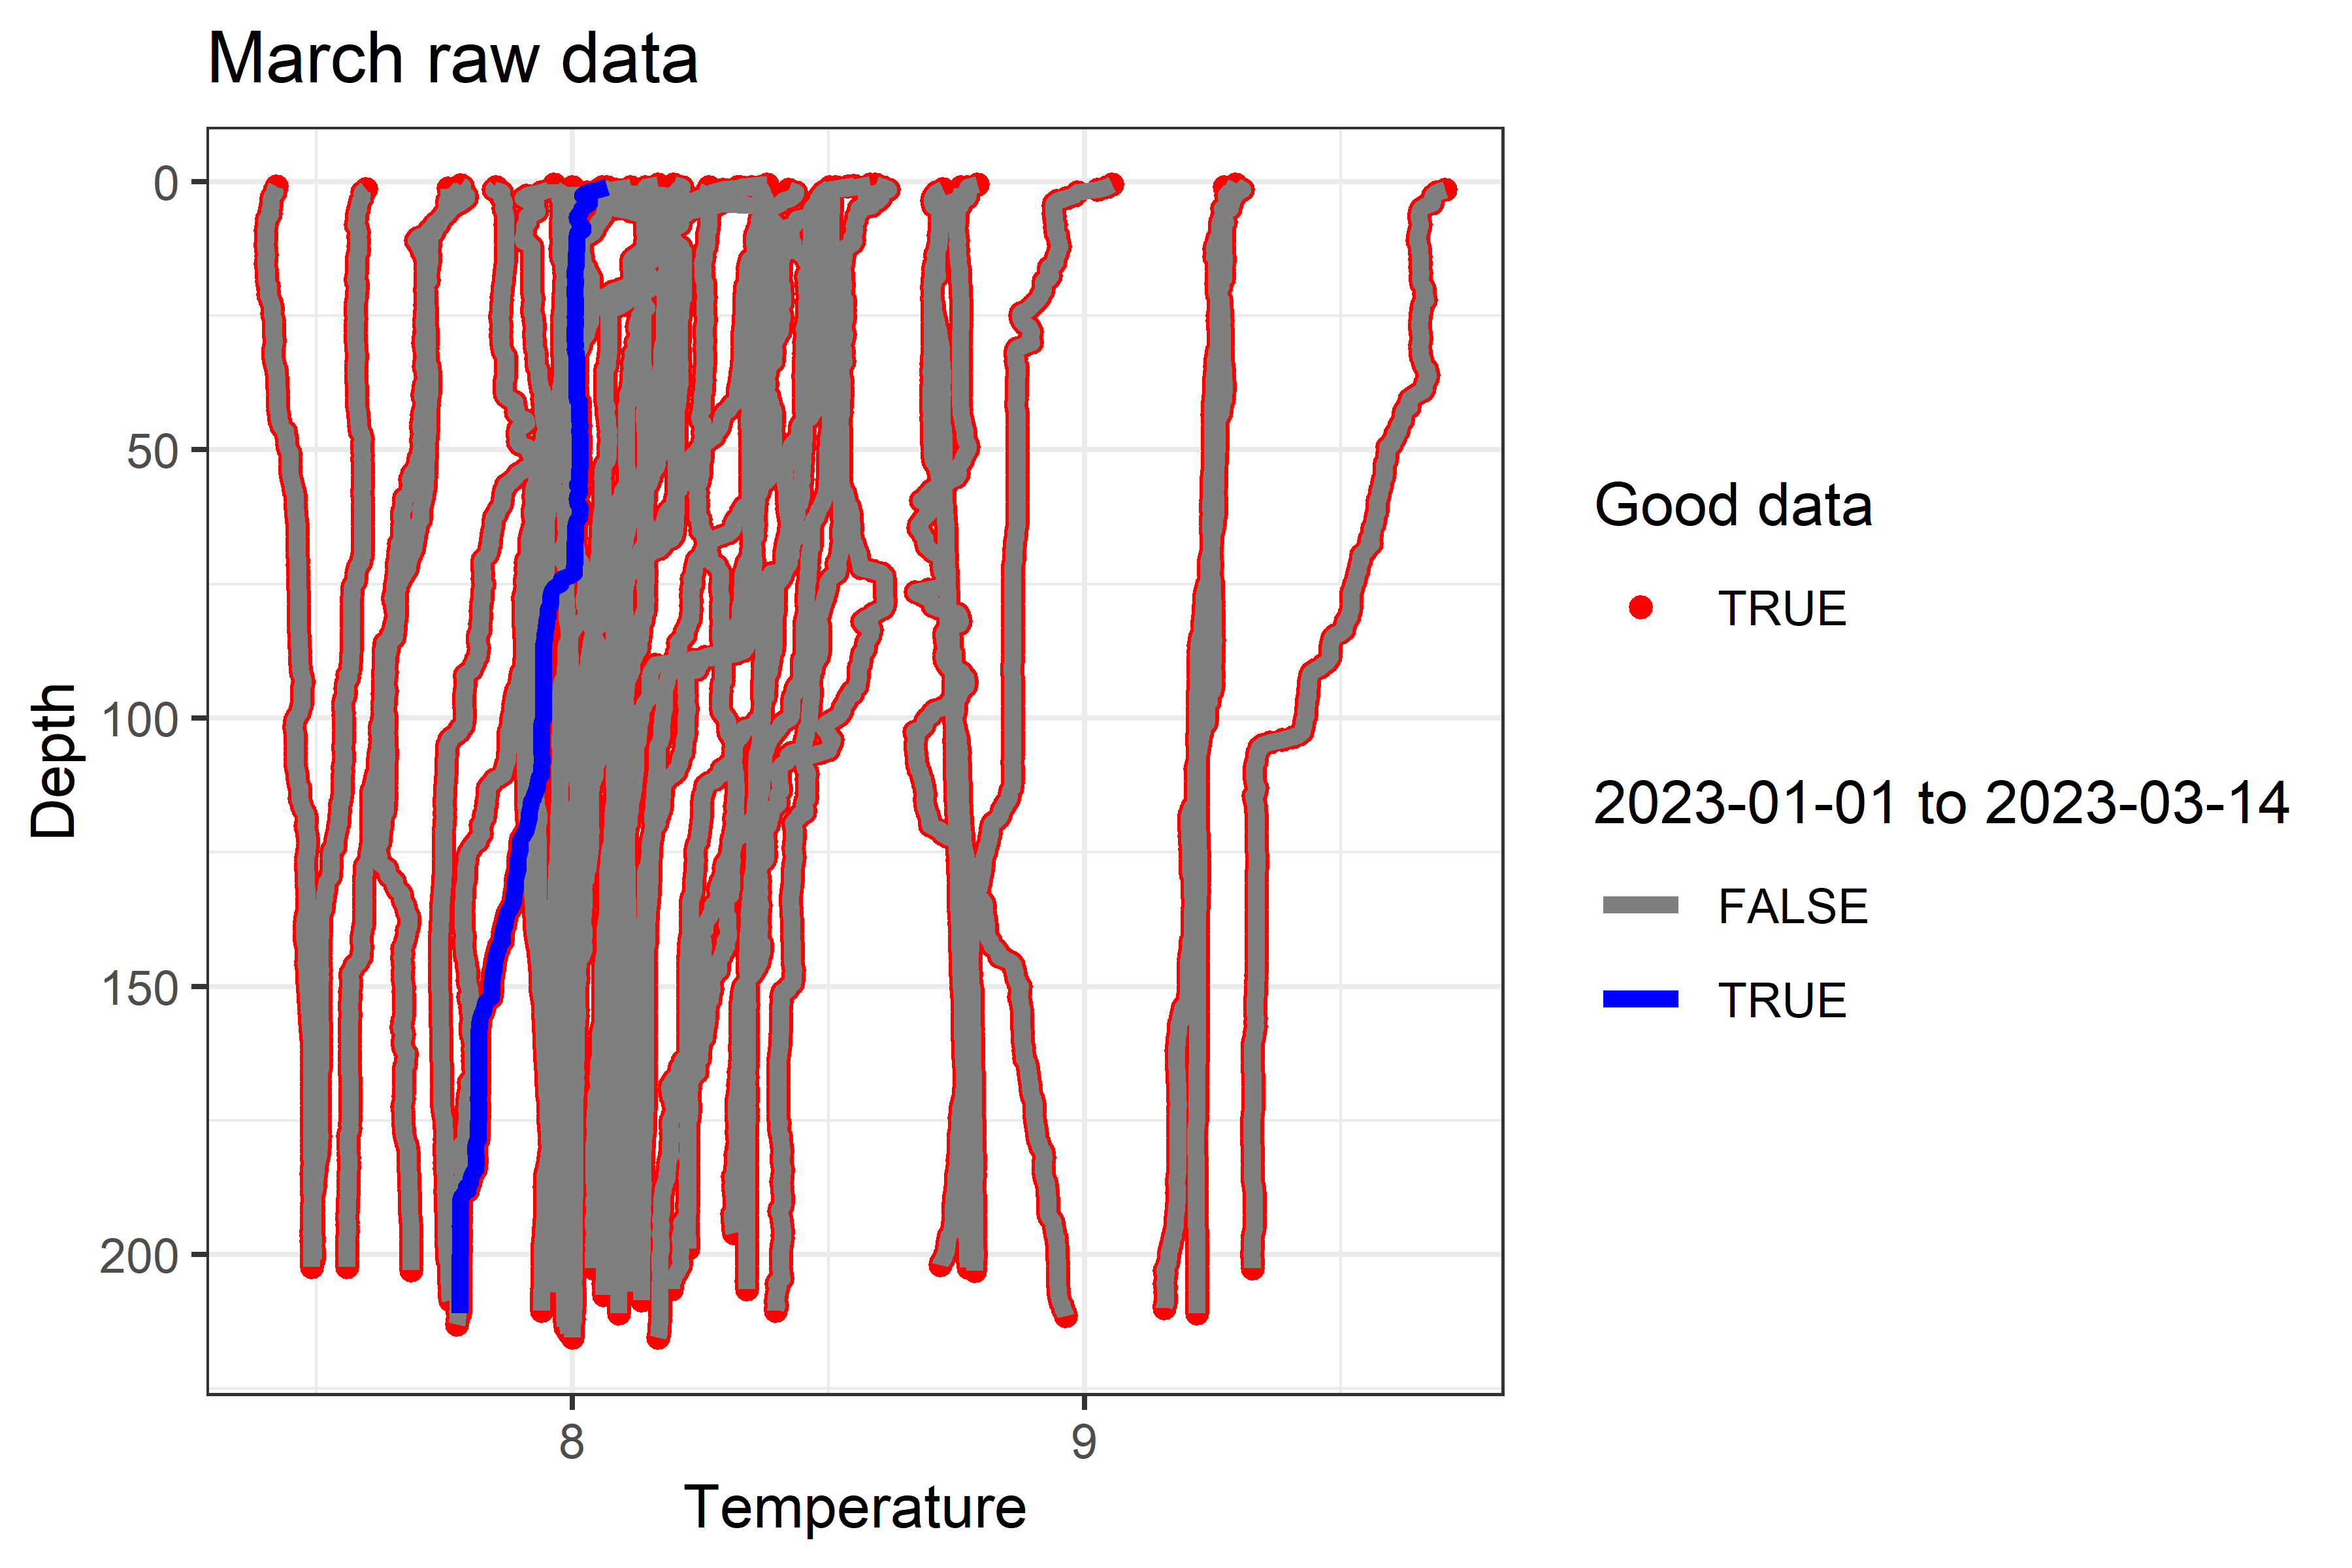 March raw data
0
50
100
150
200
Depth
8
9
Temperature
Good data
TRUE
2023-01-01 to 2023-03-14
FALSE
TRUE